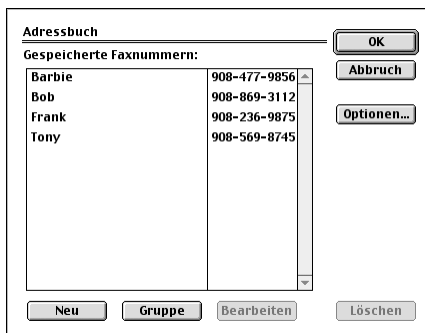 Adressbuch
OK
Gespeicherte Faxnummern:
Abbruch
Barbie 908-477-9856
Bob 908-869-3112
Frank 908-236-9875
Optionen...
Tony 908-569-8745
Neu Gruppe Bearbeiten Löschen